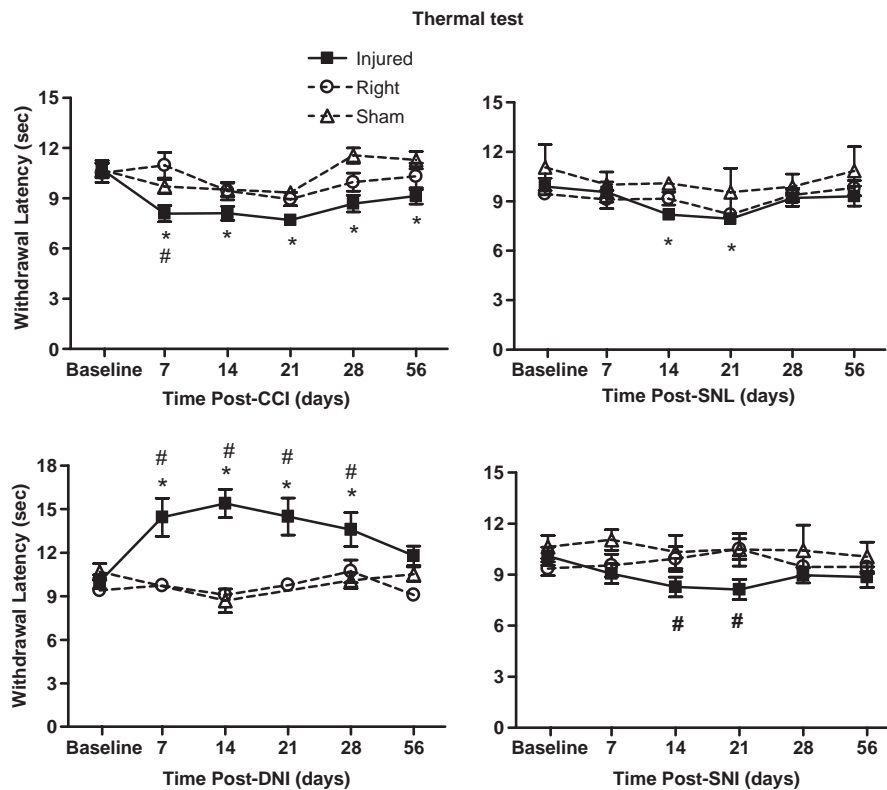 Thermal test
Injured
Right
Sham
Withdrawal Latency (sec)
15
12
9
6
3
0
* * * * *
#
Baseline 7 14 21 28 56
Time Post-CCI (days)
15
12
9
6
3
0
* *
Baseline 7 14 21 28 56
Time Post-SNL (days)
Withdrawal Latency (sec)
18
15
12
9
6
3
0
# # # #
* * * *
Baseline 7 14 21 28 56
Time Post-DNI (days)
15
12
9
6
3
0
# #
Baseline 7 14 21 28 56
Time Post-SNI (days)